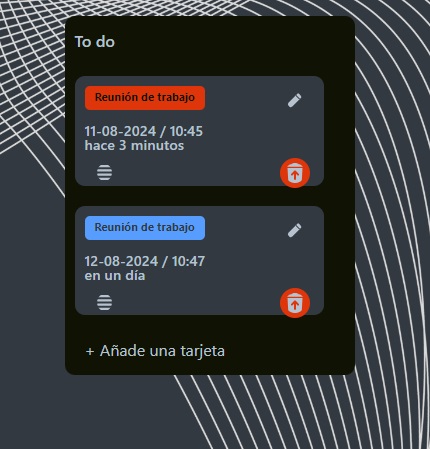 To do
Reunión de trabajo
11-08-2024 / 10:45
hace 3 minutos
Reunión de trabajo
12-08-2024 / 10:47
en un día
+ Añade una tarjeta